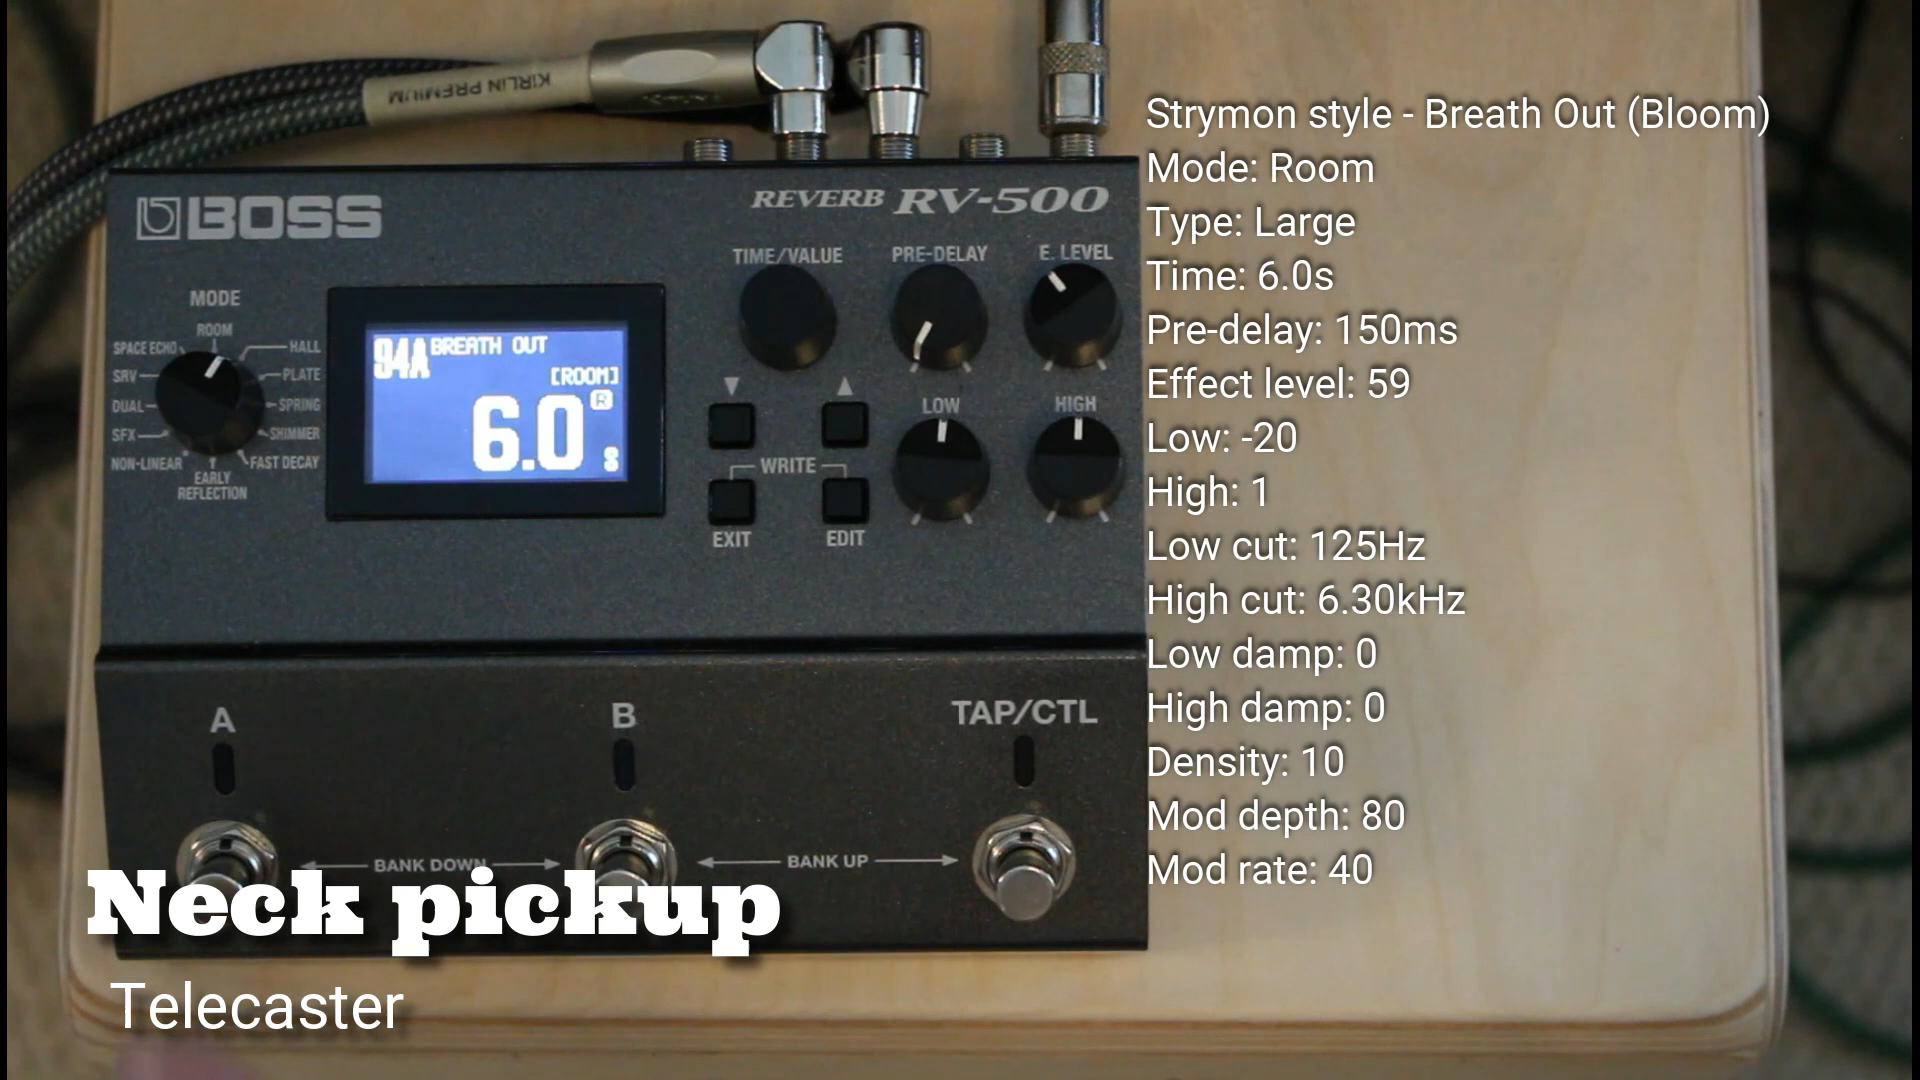 KIRLIN PREMIUM
BOSS
REVERB RV-500
TIME/VALUE
PRE-DELAY
E. LEVEL
MODE
ROOM
SPACE ECHO
HALL
SRV
PLATE
DUAL
SPRING
SFX
SHIMMER
NON-LINEAR
FAST DECAY
EARLY
REFLECTION
94A BREATH OUT
[ROOM]
6.0 R s
LOW
HIGH
WRITE
EXIT
EDIT
A
B
TAP/CTL
BANK DOWN
BANK UP
Strymon style - Breath Out (Bloom)
Mode: Room
Type: Large
Time: 6.0s
Pre-delay: 150ms
Effect level: 59
Low: -20
High: 1
Low cut: 125Hz
High cut: 6.30kHz
Low damp: 0
High damp: 0
Density: 10
Mod depth: 80
Mod rate: 40
Neck pickup
Telecaster